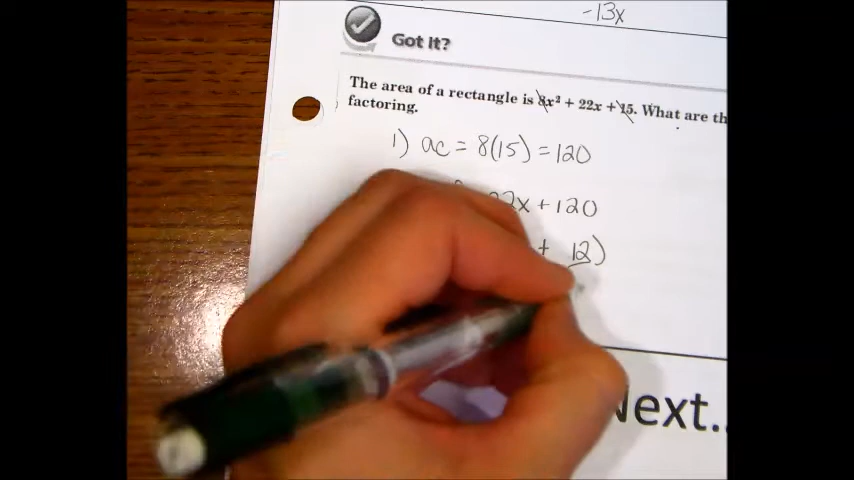 -13x
Got It?
The area of a rectangle is 8x² + 22x + 15. What are th
factoring.
1) ac = 8(15) = 120
22x + 120
+ 12)
Next..